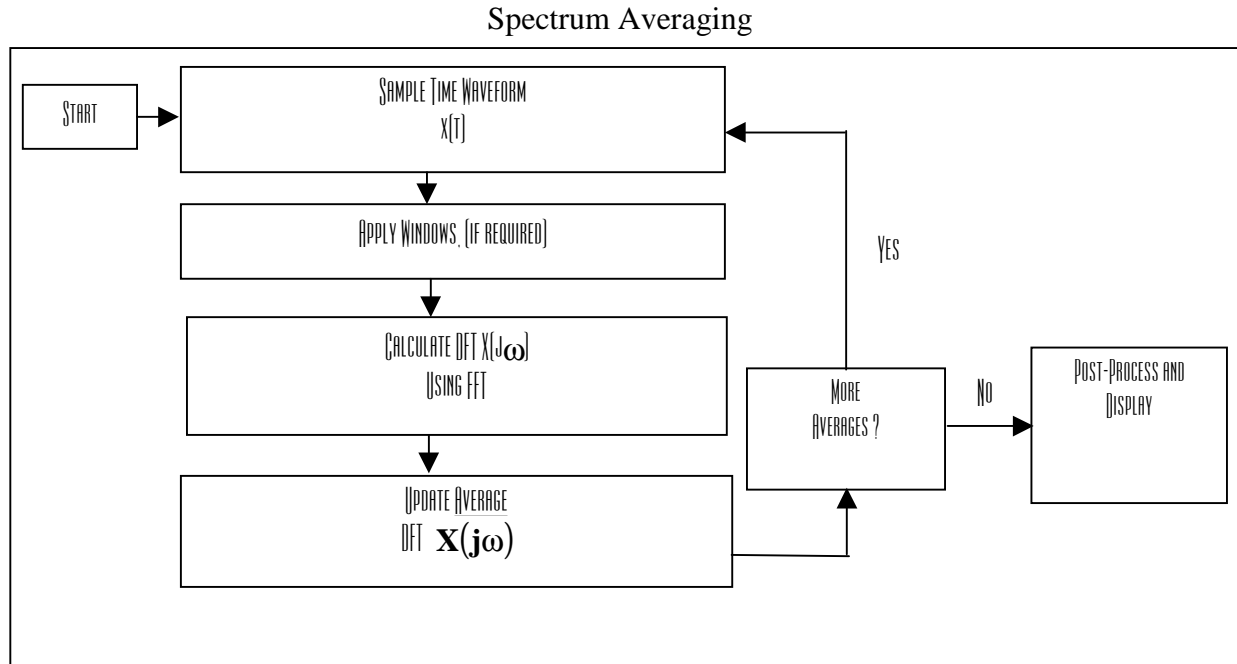 Spectrum Averaging
Start
Sample Time Waveform
X(T)
Apply Windows, (if required)
Calculate DFT X(jω)
Using FFT
Update Average
DFT X(jω)
Yes
More
Averages ?
No
Post-Process and
Display